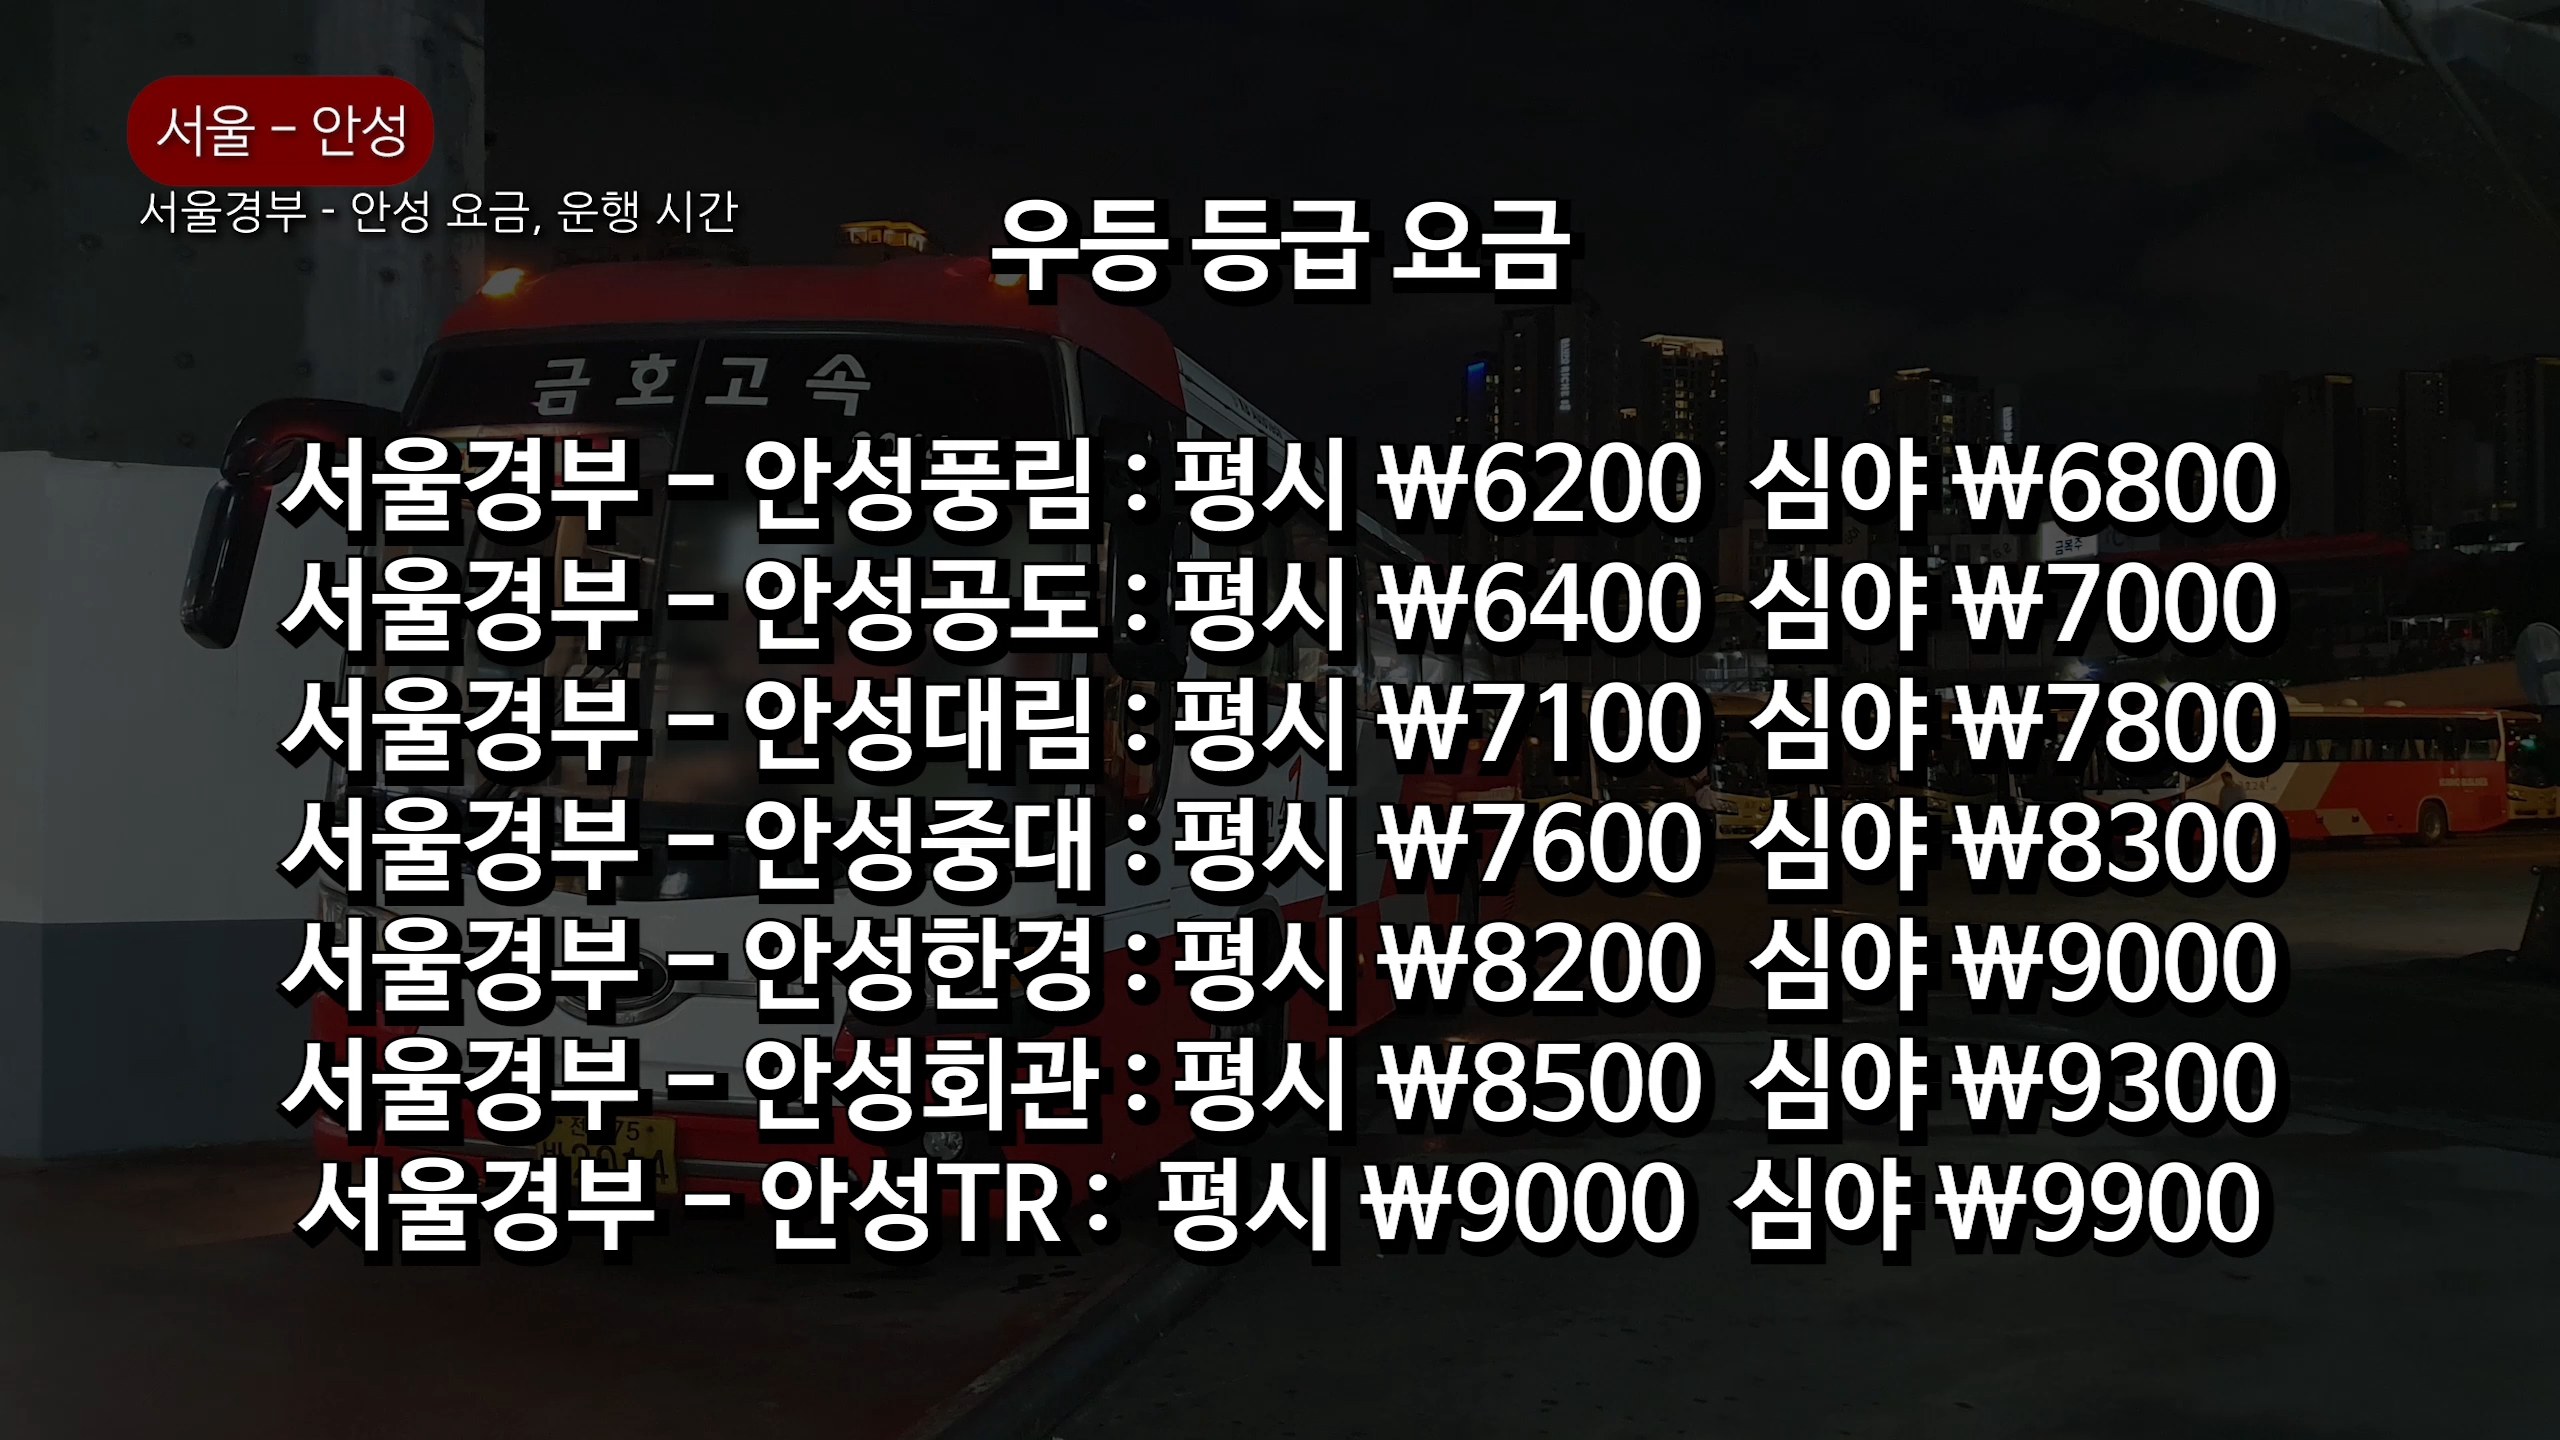 서울 - 안성
서울경부 - 안성 요금, 운행 시간
우등 등급 요금
금호고속
서울경부 - 안성풍림 : 평시 ₩6200 심야 ₩6800
서울경부 - 안성공도 : 평시 ₩6400 심야 ₩7000
서울경부 - 안성대림 : 평시 ₩7100 심야 ₩7800
서울경부 - 안성중대 : 평시 ₩7600 심야 ₩8300
서울경부 - 안성한경 : 평시 ₩8200 심야 ₩9000
서울경부 - 안성회관 : 평시 ₩8500 심야 ₩9300
서울경부 - 안성TR : 평시 ₩9000 심야 ₩9900